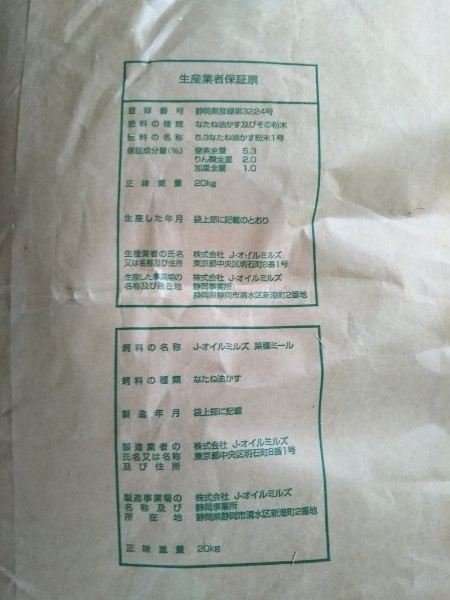 生産業者保証票
登録番号 静岡県登録第3224号
肥料の種類 なたね油かす及びその粉末
肥料の名称 5.3なたね油かす粉末1号
保証成分量(%) 窒素全量 5.3
りん酸全量 2.0
加里全量 1.0
正味重量 20kg
生産した年月 袋上部に記載のとおり
生産業者の氏名 株式会社 J-オイルミルズ
又は名称及び住所 東京都中央区明石町8番1号
生産した事業場の 株式会社 J-オイルミルズ
名称及び所在地 静岡事業所
静岡県静岡市清水区新港町2番地
飼料の名称 J-オイルミルズ 菜種ミール
飼料の種類 なたね油かす
製造年月 袋上部に記載
製造業者の 株式会社 J-オイルミルズ
氏名又は名称 東京都中央区明石町8番1号
及び住所
製造事業場の 株式会社 J-オイルミルズ
名称及び 静岡事業所
所在地 静岡県静岡市清水区新港町2番地
正味重量 20kg